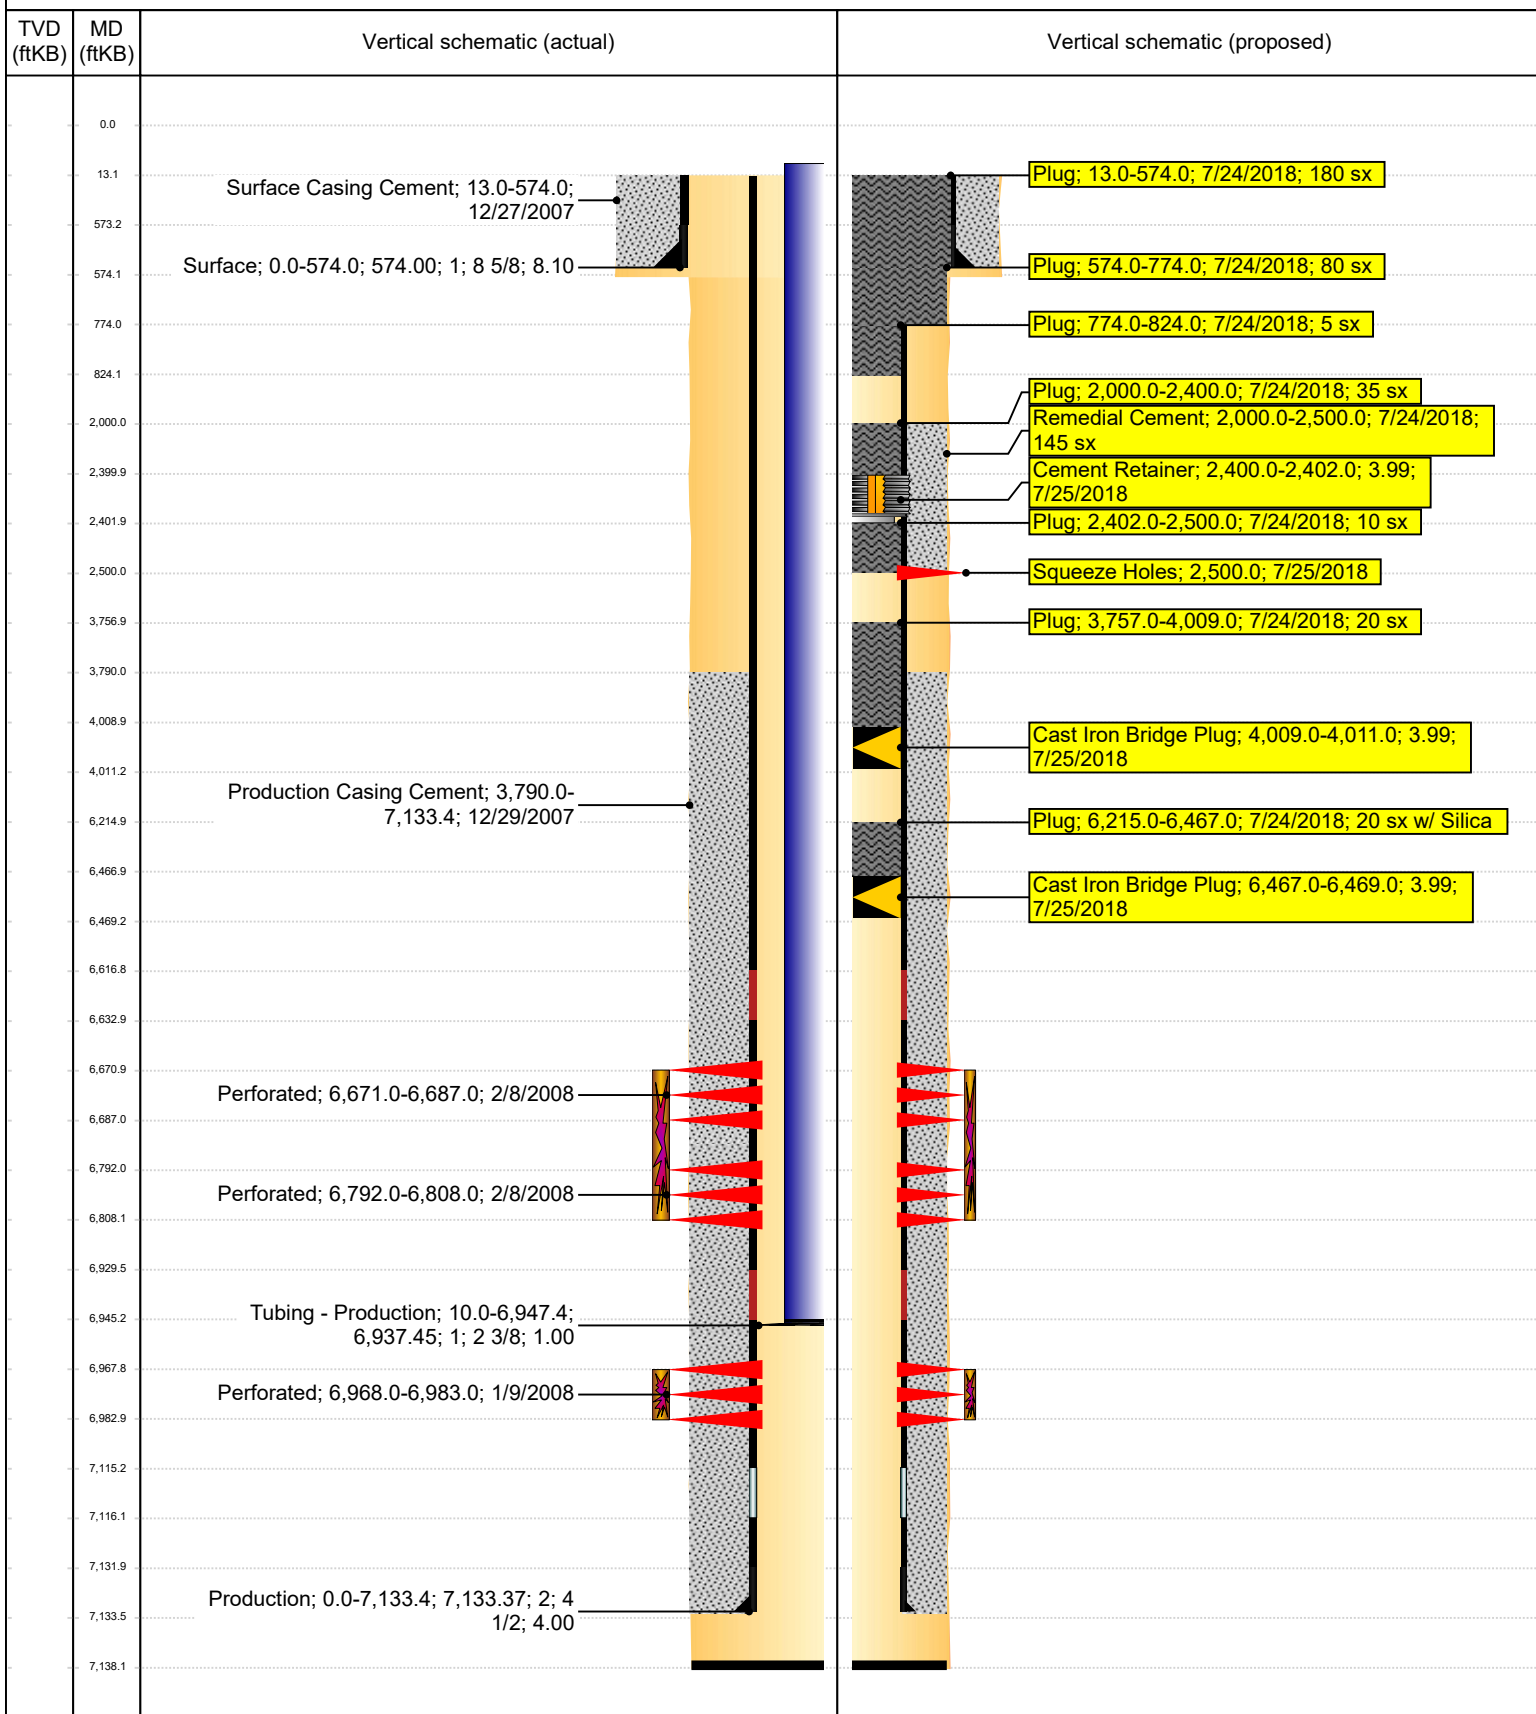 TVD
(ftKB)
MD
(ftKB)
Vertical schematic (actual)
Vertical schematic (proposed)
0.0
13.1
573.2
574.1
774.0
824.1
2,000.0
2,399.9
2,401.9
2,500.0
3,756.9
3,790.0
4,008.9
4,011.2
6,214.9
6,466.9
6,469.2
6,616.8
6,632.9
6,670.9
6,687.0
6,792.0
6,808.1
6,929.5
6,945.2
6,967.8
6,982.9
7,115.2
7,116.1
7,131.9
7,133.5
7,138.1
Surface Casing Cement; 13.0-574.0;
12/27/2007
Surface; 0.0-574.0; 574.00; 1; 8 5/8; 8.10
Production Casing Cement; 3,790.0-
7,133.4; 12/29/2007
Perforated; 6,671.0-6,687.0; 2/8/2008
Perforated; 6,792.0-6,808.0; 2/8/2008
Tubing - Production; 10.0-6,947.4;
6,937.45; 1; 2 3/8; 1.00
Perforated; 6,968.0-6,983.0; 1/9/2008
Production; 0.0-7,133.4; 7,133.37; 2; 4
1/2; 4.00
Plug; 13.0-574.0; 7/24/2018; 180 sx
Plug; 574.0-774.0; 7/24/2018; 80 sx
Plug; 774.0-824.0; 7/24/2018; 5 sx
Plug; 2,000.0-2,400.0; 7/24/2018; 35 sx
Remedial Cement; 2,000.0-2,500.0; 7/24/2018;
145 sx
Cement Retainer; 2,400.0-2,402.0; 3.99;
7/25/2018
Plug; 2,402.0-2,500.0; 7/24/2018; 10 sx
Squeeze Holes; 2,500.0; 7/25/2018
Plug; 3,757.0-4,009.0; 7/24/2018; 20 sx
Cast Iron Bridge Plug; 4,009.0-4,011.0; 3.99;
7/25/2018
Plug; 6,215.0-6,467.0; 7/24/2018; 20 sx w/ Silica
Cast Iron Bridge Plug; 6,467.0-6,469.0; 3.99;
7/25/2018